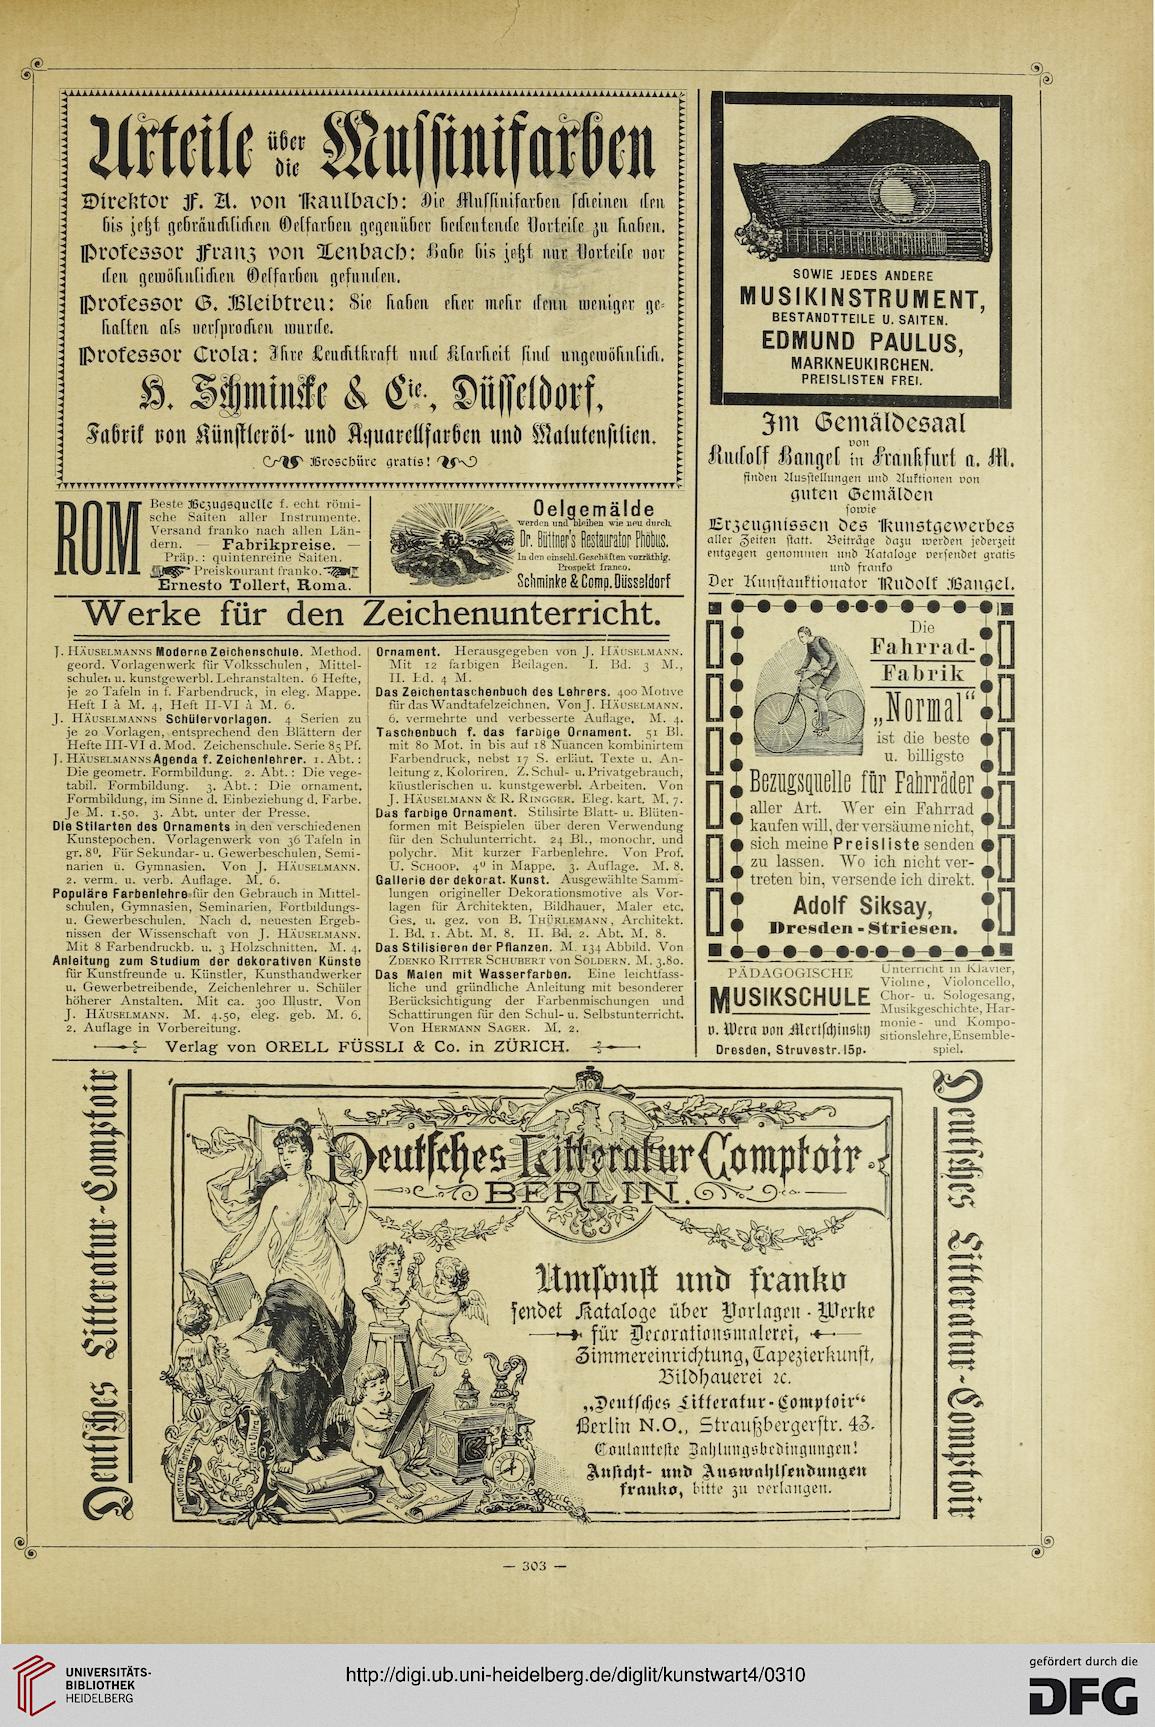 Urteile über die Mussinifarben
Direktor F. A. von Kaulbach: Die Mussinifarben scheinen den
bis jetzt gebräuchlichen Oelfarben gegenüber bedeutende Vorteile zu haben.
Professor Franz von Lenbach: Habe bis jetzt nur Vorteile vor
den gewöhnlichen Oelfarben gefunden.
Professor G. Bleibtreu: Sie haben eher mehr denn weniger ge-
halten als versprochen wurde.
Professor Crola: Ihre Leuchtkraft und Klarheit sind ungewöhnlich.
H. Schmincke & Cie., Düsseldorf,
Fabrik von Künstleröl- und Aquarellfarben und Malutensilien.
Broschüre gratis!
ROM
Beste Bezugsquelle f. echt römi-
sche Saiten aller Instrumente.
Versand franko nach allen Län-
dern. — Fabrikpreise. —
Präp.: quintenreine Saiten.
Preiskourant franko.
Ernesto Tollert, Roma.
Oelgemälde
werden und bleiben wie neu durch
Dr. Büttner's Restaurator Phöbus.
In den einschl. Geschäften vorräthig.
Prospekt franco.
Schminke & Comp. Düsseldorf
Werke für den Zeichenunterricht.
J. HÄUSELMANNS Moderne Zeichenschule. Method.
geord. Vorlagenwerk für Volksschulen, Mittel-
schulen u. kunstgewerbl. Lehranstalten. 6 Hefte,
je 20 Tafeln in f. Farbendruck, in eleg. Mappe.
Heft I à M. 4, Heft II-VI à M. 6.
J. HÄUSELMANNS Schülervorlagen. 4 Serien zu
je 20 Vorlagen, entsprechend den Blättern der
Hefte III-VI d. Mod. Zeichenschule. Serie 85 Pf.
J. HÄUSELMANNS Agenda f. Zeichenlehrer. 1. Abt.:
Die geometr. Formbildung. 2. Abt.: Die vege-
tabil. Formbildung. 3. Abt.: Die ornament.
Formbildung, im Sinne d. Einbeziehung d. Farbe.
Je M. 1.50. 3. Abt. unter der Presse.
Die Stilarten des Ornaments in den verschiedenen
Kunstepochen. Vorlagenwerk von 36 Tafeln in
gr. 8º. Für Sekundar- u. Gewerbeschulen, Semi-
narien u. Gymnasien. Von J. HÄUSELMANN.
2. verm. u. verb. Auflage. M. 6.
Populäre Farbenlehre für den Gebrauch in Mittel-
schulen, Gymnasien, Seminarien, Fortbildungs-
u. Gewerbeschulen. Nach d. neuesten Ergeb-
nissen der Wissenschaft von J. HÄUSELMANN.
Mit 8 Farbendruckb. u. 3 Holzschnitten. M. 4.
Anleitung zum Studium der dekorativen Künste
für Kunstfreunde u. Künstler, Kunsthandwerker
u. Gewerbetreibende, Zeichenlehrer u. Schüler
höherer Anstalten. Mit ca. 300 Illustr. Von
J. HÄUSELMANN. M. 4.50, eleg. geb. M. 6.
2. Auflage in Vorbereitung.
Ornament. Herausgegeben von J. HÄUSELMANN.
Mit 12 farbigen Beilagen. I. Bd. 3 M.,
II. Bd. 4 M.
Das Zeichentaschenbuch des Lehrers. 400 Motive
für das Wandtafelzeichnen. Von J. HÄUSELMANN.
6. vermehrte und verbesserte Auflage. M. 4.
Taschenbuch f. das farbige Ornament. 51 Bl.
mit 80 Mot. in bis auf 18 Nuancen kombinirtem
Farbendruck, nebst 17 S. erläut. Texte u. An-
leitung z. Koloriren. Z. Schul- u. Privatgebrauch,
küustlerischen u. kunstgewerbl. Arbeiten. Von
J. HÄUSELMANN & R. RINGGER. Eleg. kart. M. 7.
Das farbige Ornament. Stilisirte Blatt- u. Blüten-
formen mit Beispielen über deren Verwendung
für den Schulunterricht. 24 Bl., monochr. und
polychr. Mit kurzer Farbenlehre. Von Prof.
U. SCHOOP. 4º in Mappe. 3. Auflage. M. 8.
Gallerie der dekorat. Kunst. Ausgewählte Samm-
lungen origineller Dekorationsmotive als Vor-
lagen für Architekten, Bildhauer, Maler etc.
Ges. u. gez. von B. THÜRLEMANN, Architekt.
I. Bd. 1. Abt. M. 8. II. Bd. 2. Abt. M. 8.
Das Stilisieren der Pflanzen. M. 134 Abbild. Von
ZDENKO RITTER SCHUBERT VON SOLDERN. M. 3.80.
Das Malen mit Wasserfarben. Eine leichtfass-
liche und gründliche Anleitung mit besonderer
Berücksichtigung der Farbenmischungen und
Schattirungen für den Schul- u. Selbstunterricht.
Von HERMANN SAGER. M. 2.
Verlag von ORELL FÜSSLI & Co. in ZÜRICH.
SOWIE JEDES ANDERE
MUSIKINSTRUMENT,
BESTANDTTEILE U. SAITEN.
EDMUND PAULUS,
MARKNEUKIRCHEN.
PREISLISTEN FREI.
Im Gemäldesaal
von
Rudolf Bangel in Frankfurt a. M.
finden Ausstellungen und Auktionen von
guten Gemälden
sowie
Erzeugnissen des Kunstgewerbes
aller Zeiten statt. Beiträge dazu werden jederzeit
entgegen genommen und Kataloge versendet gratis
und franko
Der Kunstauktionator Rudolf Bangel.
Die
Fahrrad-
Fabrik
„Normal“
ist die beste
u. billigste
Bezugsquelle für Fahrräder
aller Art. Wer ein Fahrrad
kaufen will, der versäume nicht,
sich meine Preisliste senden
zu lassen. Wo ich nicht ver-
treten bin, versende ich direkt.
Adolf Siksay,
Dresden-Striesen.
PÄDAGOGISCHE
MUSIKSCHULE
v. Wera von Mertschinsky
Dresden, Struvestr. 15p.
Unterricht in Klavier,
Violine, Violoncello,
Chor- u. Sologesang,
Musikgeschichte, Har-
monie- und Kompo-
sitionslehre, Ensemble-
spiel.
Deutsches Litteratur-Comptoir
Deutsches Litteratur Comptoir.
BERLIN.
Umsonst und franko
sendet Kataloge über Vorlagen-Werke
für Decorationsmalerei,
Zimmereinrichtung, Tapezierkunst,
Bildhauerei ꝛc.
„Deutsches Litteratur-Comptoir“
Berlin N.O., Straußbergerstr. 43.
Coulanteste Zahlungsbedingungen!
Ansicht- und Auswahlsendungen
franko, bitte zu verlangen.
Deutsches Litteratur-Comptoir
— 303 —
UNIVERSITÄTS-
BIBLIOTHEK
HEIDELBERG
http://digi.ub.uni-heidelberg.de/diglit/kunstwart4/0310
gefördert durch die
DFG